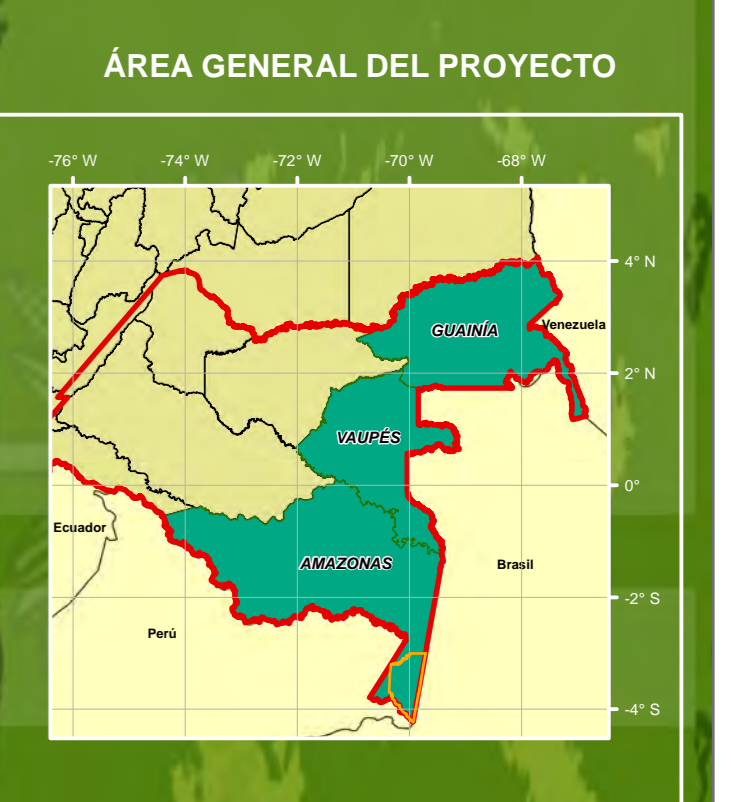 ÁREA GENERAL DEL PROYECTO
-76° W -74° W -72° W -70° W -68° W
4° N
GUAINÍA
Venezuela
2° N
VAUPÉS
0°
Ecuador
AMAZONAS
Brasil
-2° S
Perú
-4° S